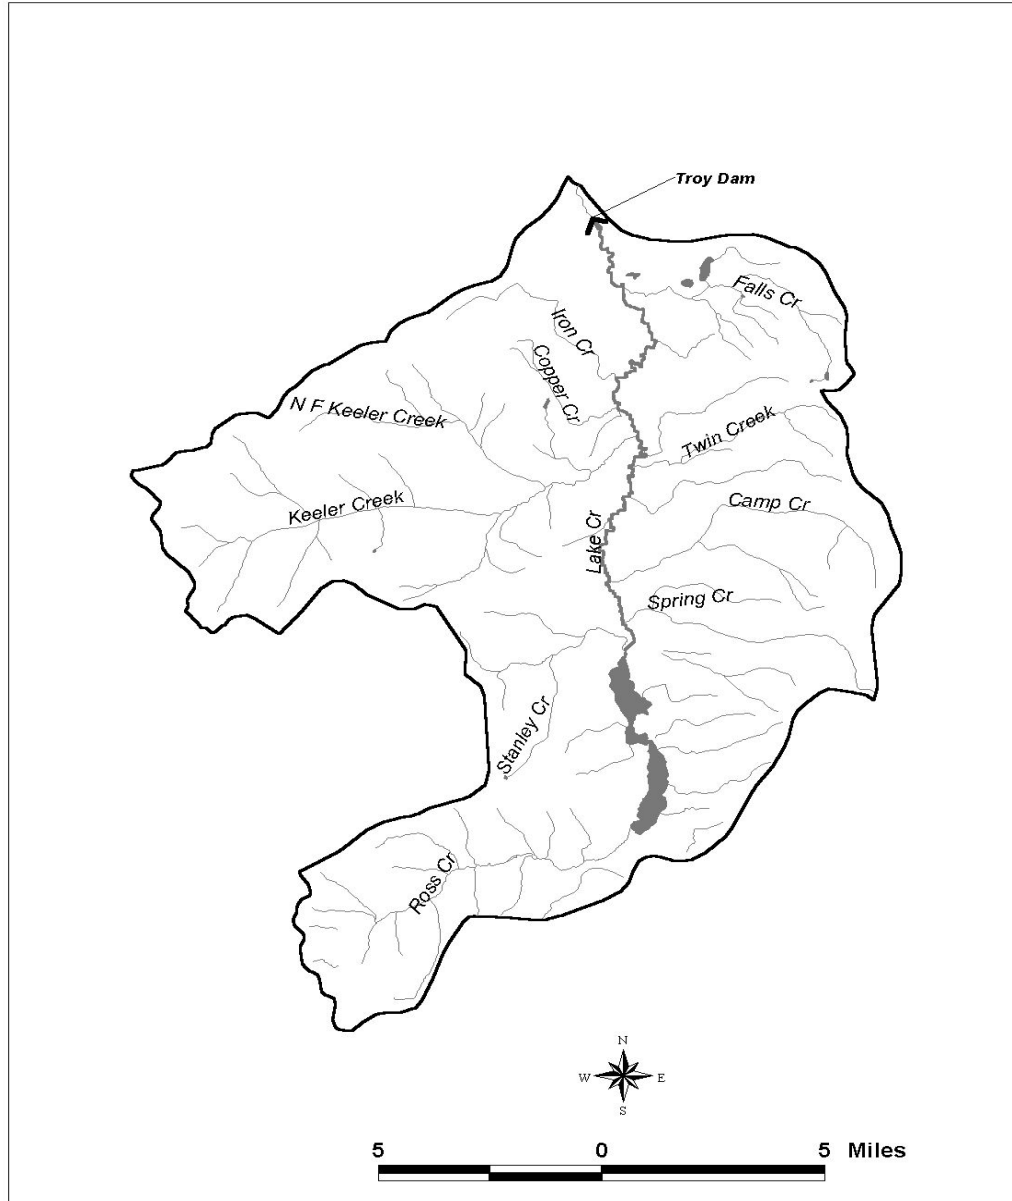 Troy Dam
Falls Cr
Iron Cr
Copper Cr
N F Keeler Creek
Twin Creek
Keeler Creek
Camp Cr
Lake Cr
Spring Cr
Stanley Cr
Ross Cr
N
W E
S
5 0 5 Miles